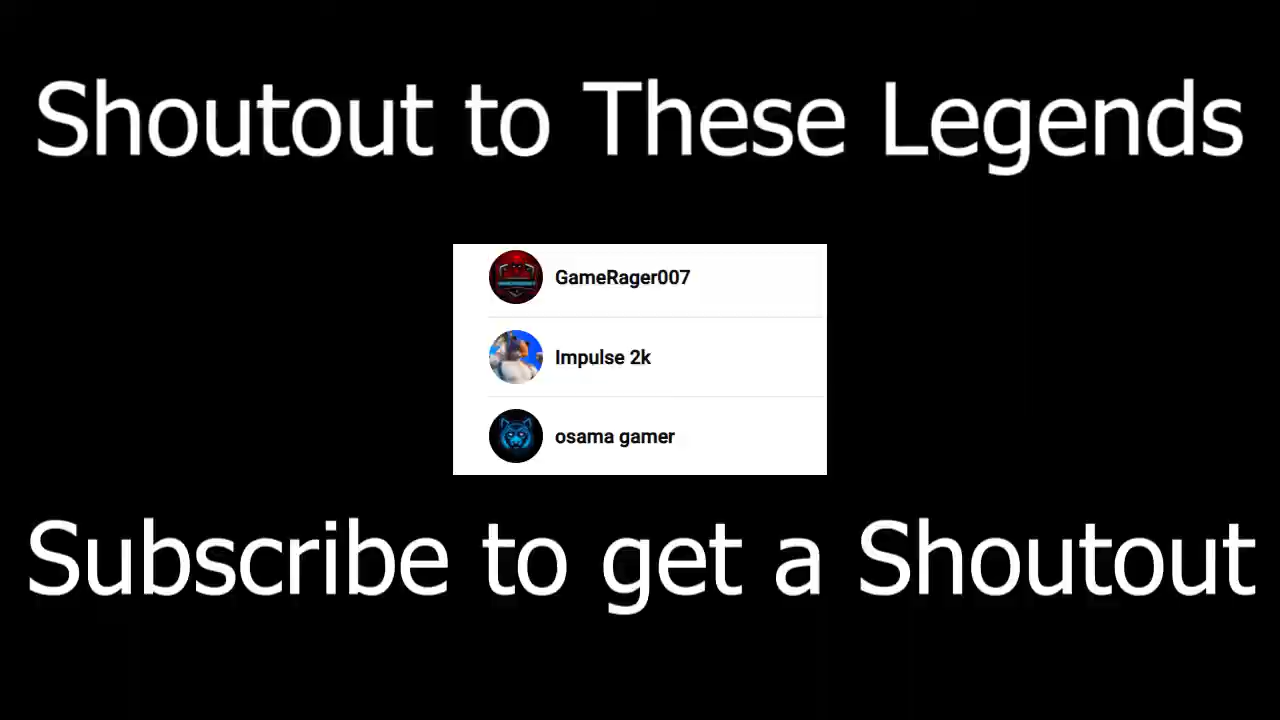 Shoutout to These Legends
GameRager007
Impulse 2k
osama gamer
Subscribe to get a Shoutout